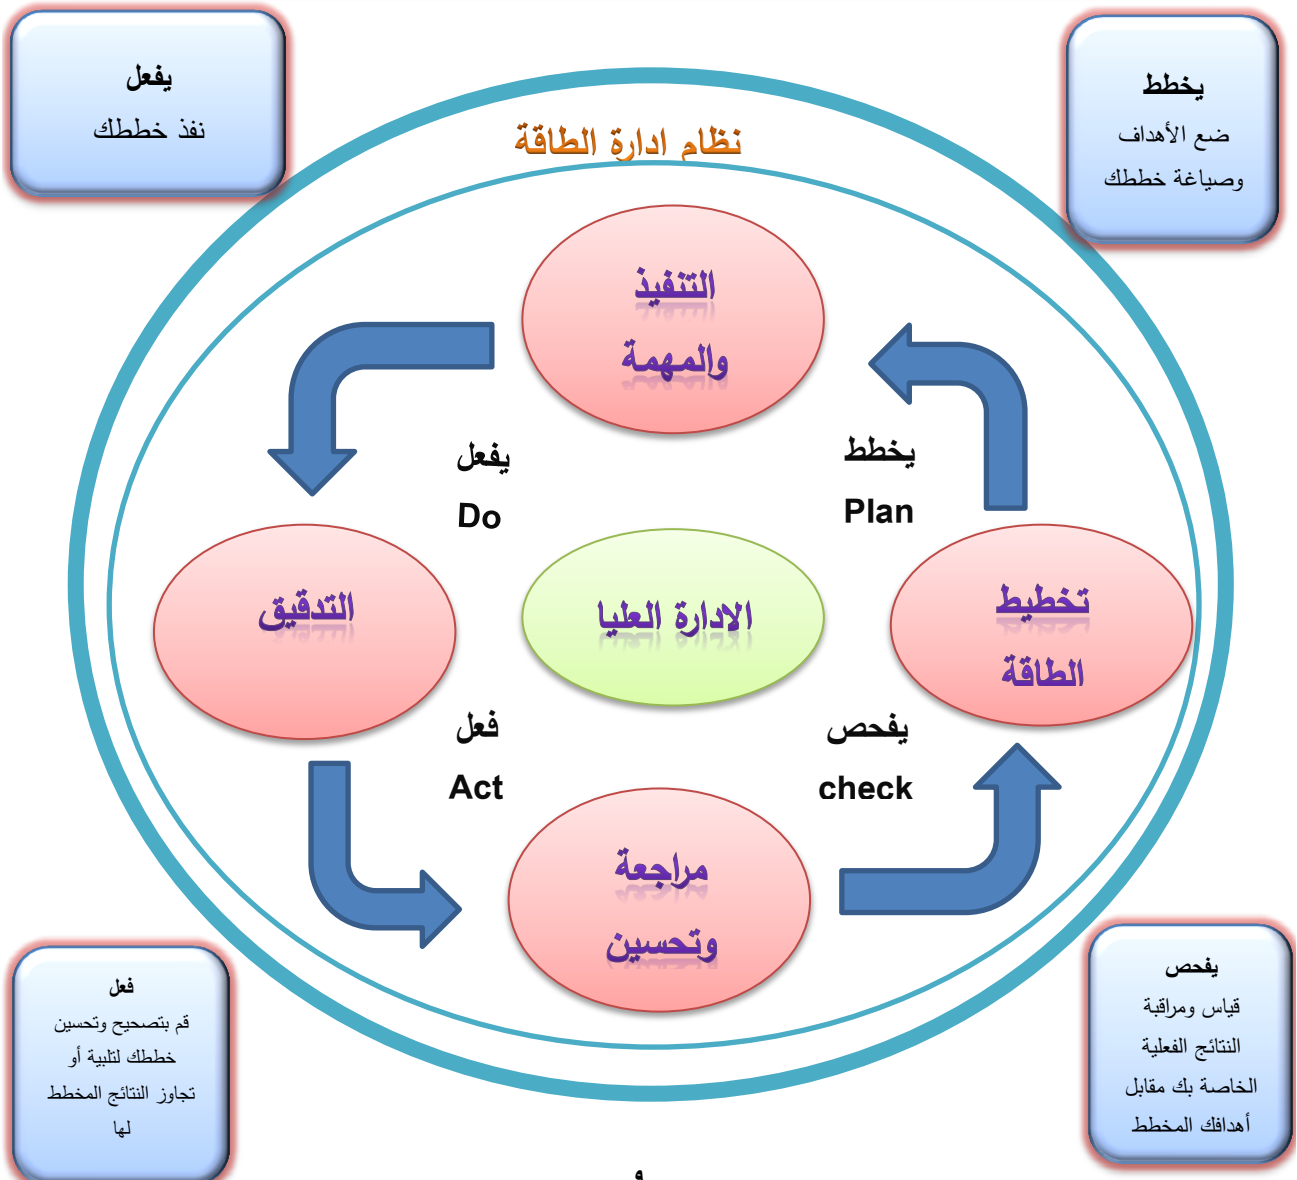 يخطط
ضع الأهداف
وصياغة خططك
يفعل
نفذ خططك
نظام ادارة الطاقة
التنفيذ
والمهمة
يخطط
Plan
يفعل
Do
تخطيط
الطاقة
الادارة العليا
التدقيق
يفحص
check
فعل
Act
مراجعة
وتحسين
يفحص
قياس ومراقبة
النتائج الفعلية
الخاصة بك مقابل
أهدافك المخطط
فعل
قم بتصحيح وتحسين
خططك لتلبية أو
تجاوز النتائج المخطط
لها
٩